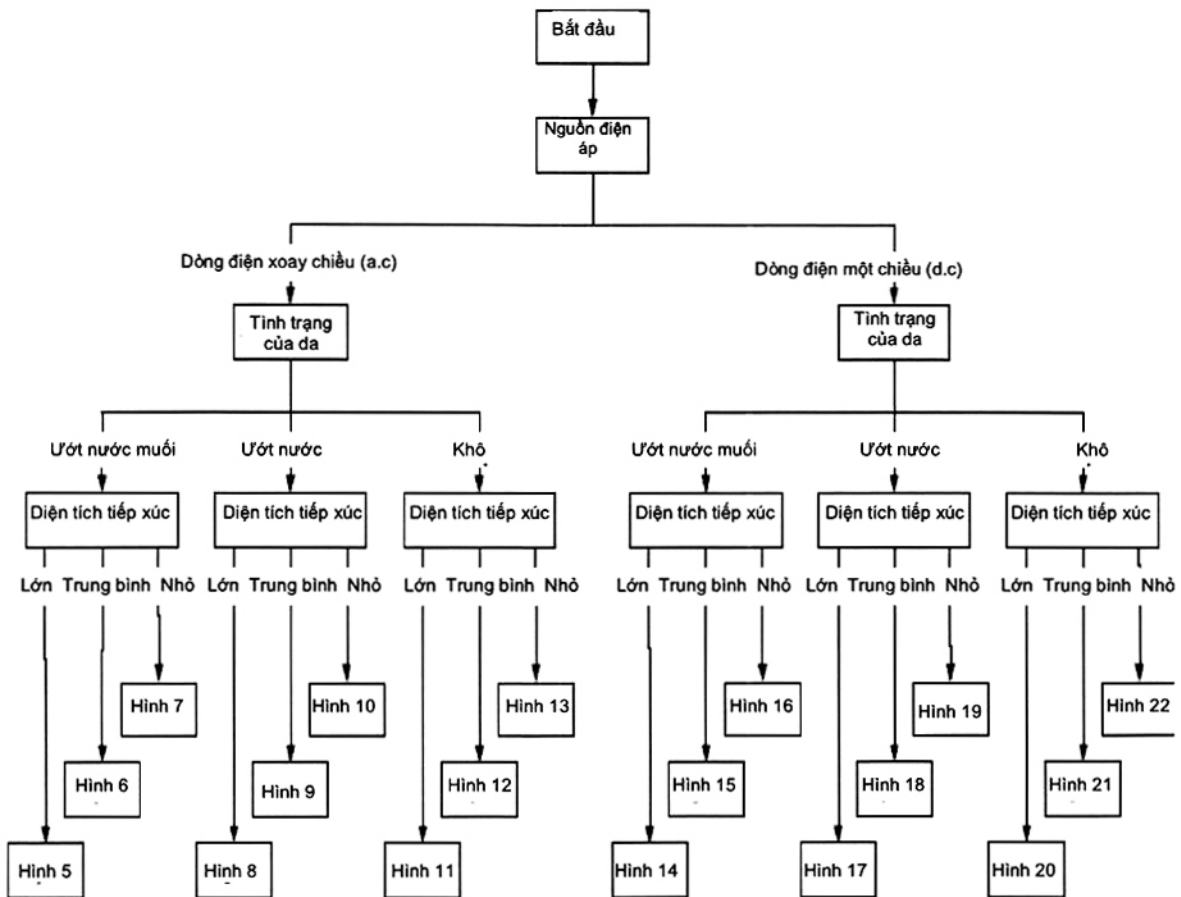 Bắt đầu
Nguồn điện
áp
Dòng điện xoay chiều (a.c)
Dòng điện một chiều (d.c)
Tình trạng
của da
Tình trạng
của da
Ướt nước muối
Ướt nước
Khô
Ướt nước muối
Ướt nước
Khô
Diện tích tiếp xúc
Diện tích tiếp xúc
Diện tích tiếp xúc
Diện tích tiếp xúc
Diện tích tiếp xúc
Diện tích tiếp xúc
Lớn Trung bình Nhỏ
Lớn Trung bình Nhỏ
Lớn Trung bình Nhỏ
Lớn Trung bình Nhỏ
Lớn Trung bình Nhỏ
Lớn Trung bình Nhỏ
Hình 7
Hình 10
Hình 13
Hình 16
Hình 19
Hình 22
Hình 6
Hình 9
Hình 12
Hình 15
Hình 18
Hình 21
Hình 5
Hình 8
Hình 11
Hình 14
Hình 17
Hình 20